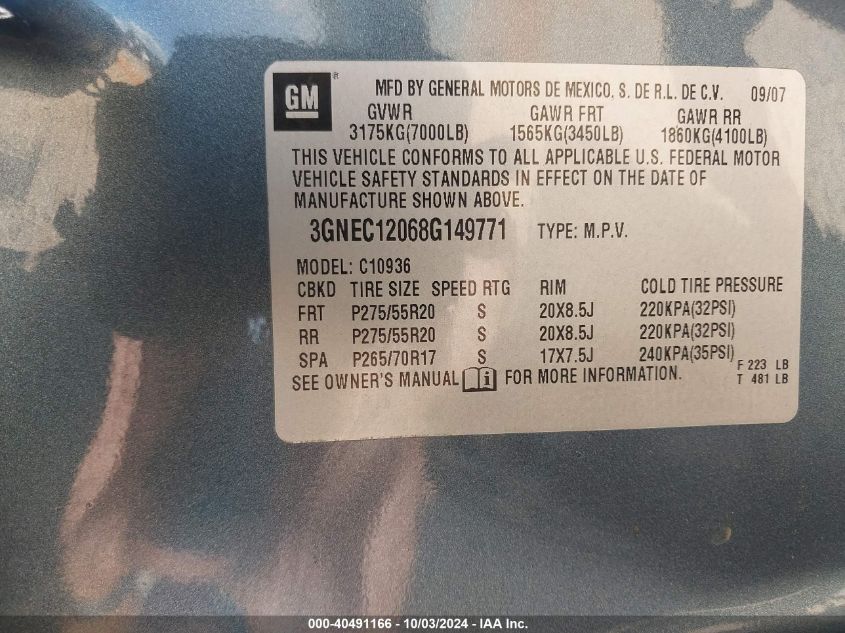 GM ® MFD BY GENERAL MOTORS DE MEXICO, S. DE R.L. DE C.V. 09/07
GVWR GAWR FRT GAWR RR
3175KG(7000LB) 1565KG(3450LB) 1860KG(4100LB)
THIS VEHICLE CONFORMS TO ALL APPLICABLE U.S. FEDERAL MOTOR
VEHICLE SAFETY STANDARDS IN EFFECT ON THE DATE OF
MANUFACTURE SHOWN ABOVE.
3GNEC12068G149771 TYPE: M.P.V.
MODEL: C10936
CBKD TIRE SIZE SPEED RTG RIM COLD TIRE PRESSURE
FRT P275/55R20 S 20X8.5J 220KPA(32PSI)
RR P275/55R20 S 20X8.5J 220KPA(32PSI)
SPA P265/70R17 S 17X7.5J 240KPA(35PSI)
F 223 LB
SEE OWNER'S MANUAL i FOR MORE INFORMATION. T 481 LB
000-40491166 - 10/03/2024 - IAA Inc.